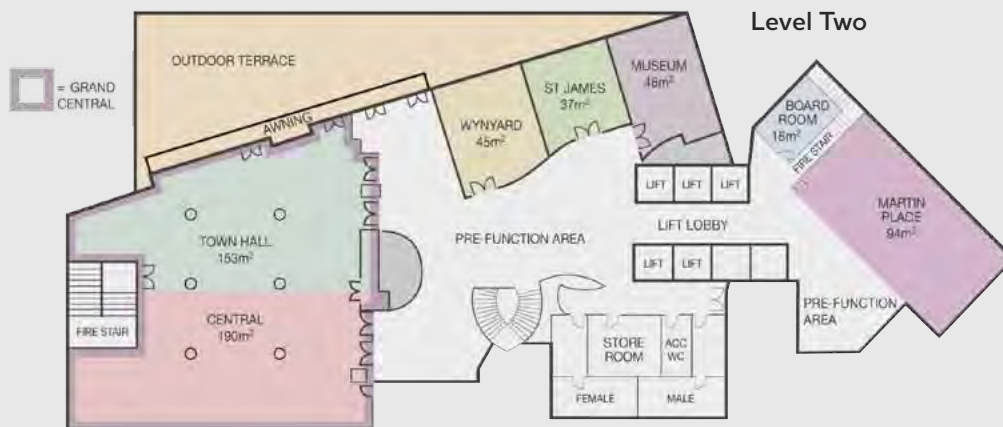 Level Two
= GRAND
CENTRAL
OUTDOOR TERRACE
AWNING
WYNYARD
45m²
ST JAMES
37m²
MUSEUM
48m²
BOARD
ROOM
16m²
FIRE STAIR
MARTIN
PLACE
94m²
LIFT
LIFT
LIFT
LIFT LOBBY
LIFT
LIFT
PRE-FUNCTION AREA
PRE-FUNCTION
AREA
TOWN HALL
153m²
CENTRAL
190m²
FIRE STAIR
STORE
ROOM
ACC
WC
FEMALE
MALE